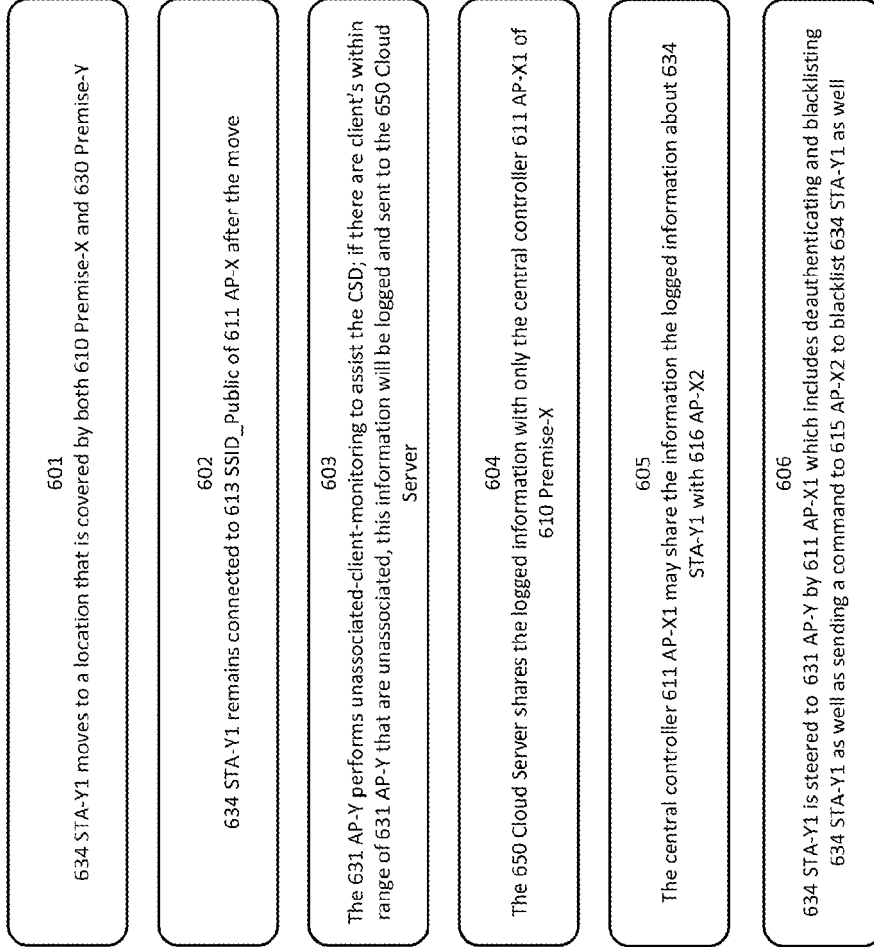 601
634 STA-Y1 moves to a location that is covered by both 610 Premise-X and 630 Premise-Y
602
634 STA-Y1 remains connected to 613 SSID_Public of 611 AP-X after the move
603
The 631 AP-Y performs unassociated-client-monitoring to assist the CSD; if there are client's within
range of 631 AP-Y that are unassociated, this information will be logged and sent to the 650 Cloud
Server
604
The 650 Cloud Server shares the logged information with only the central controller 611 AP-X1 of
610 Premise-X
605
The central controller 611 AP-X1 may share the information the logged information about 634
STA-Y1 with 616 AP-X2
606
634 STA-Y1 is steered to 631 AP-Y by 611 AP-X1 which includes deauthenticating and blacklisting
634 STA-Y1 as well as sending a command to 615 AP-X2 to blacklist 634 STA-Y1 as well